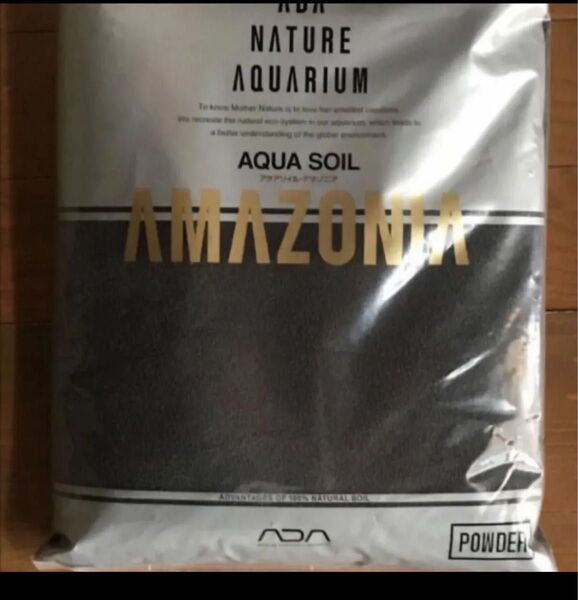 ADA
NATURE
AQUARIUM
To know Mother Nature is to love her smallest creations.
We recreate the natural eco-system in our aquariums, which leads to
a better understanding of the global environment.
AQUA SOIL
アクアソイル-アマゾニア
AMAZONIA
ADVANTAGES OF 100% NATURAL SOIL
ADA
POWDER